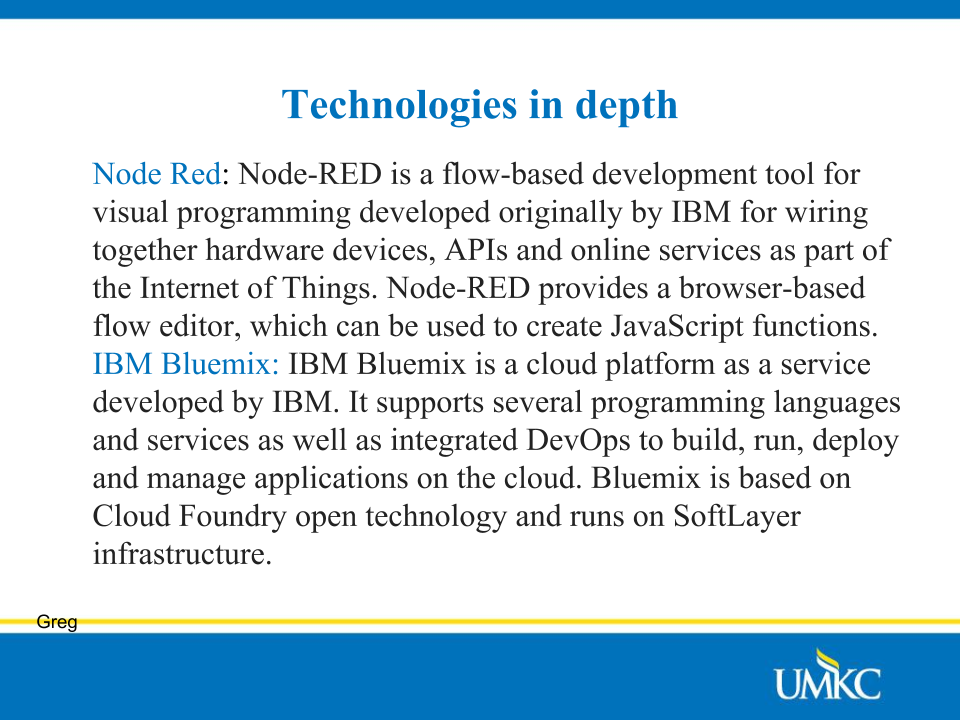 Technologies in depth
Node Red: Node-RED is a flow-based development tool for
visual programming developed originally by IBM for wiring
together hardware devices, APIs and online services as part of
the Internet of Things. Node-RED provides a browser-based
flow editor, which can be used to create JavaScript functions.
IBM Bluemix: IBM Bluemix is a cloud platform as a service
developed by IBM. It supports several programming languages
and services as well as integrated DevOps to build, run, deploy
and manage applications on the cloud. Bluemix is based on
Cloud Foundry open technology and runs on SoftLayer
infrastructure.
Greg
UMKC